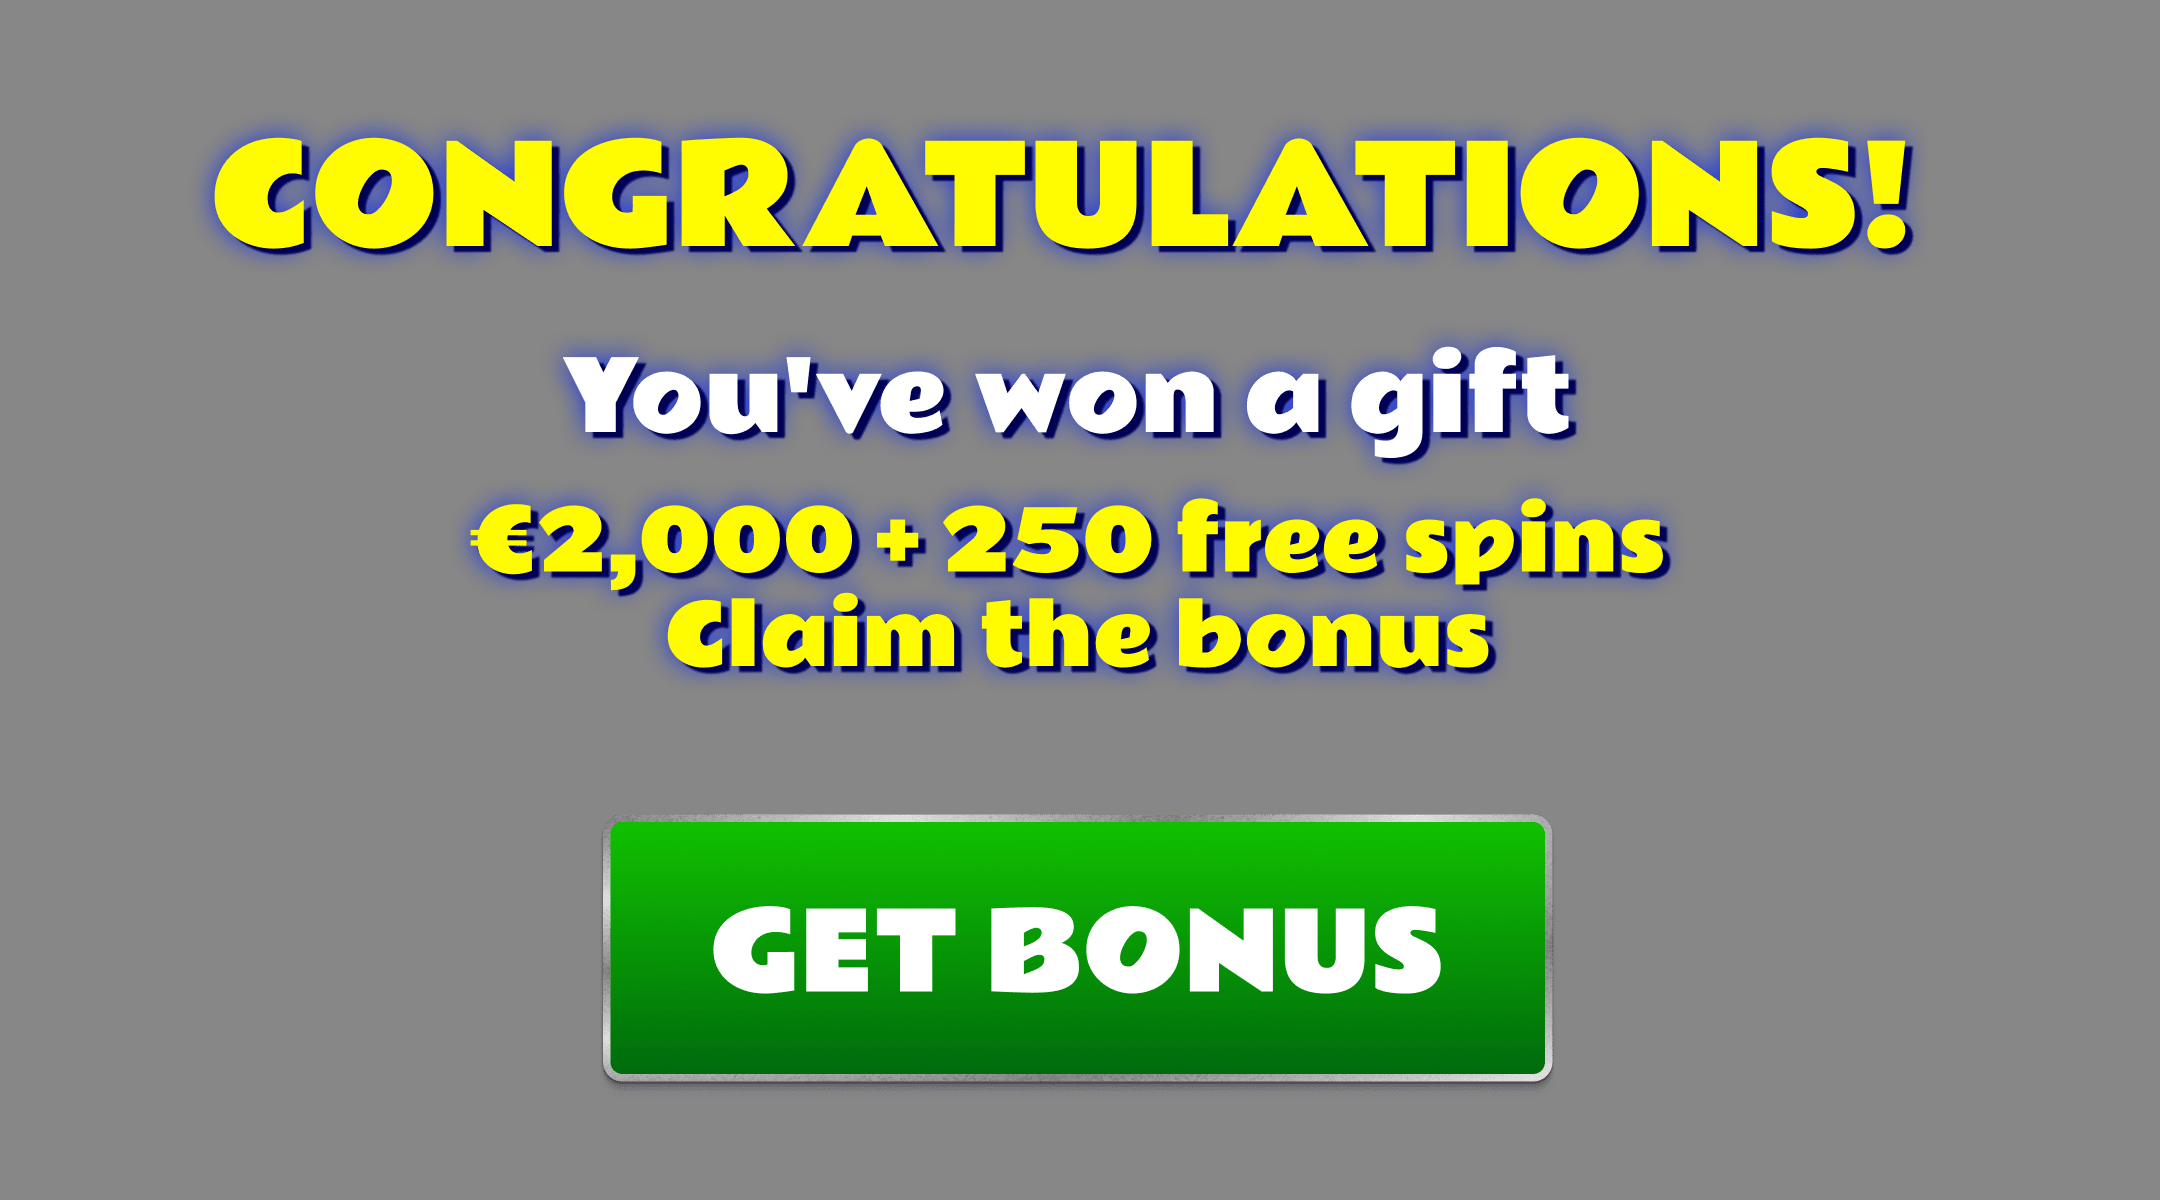 CONGRATULATIONS!
You've won a gift
€2,000 + 250 free spins
Claim the bonus
GET BONUS